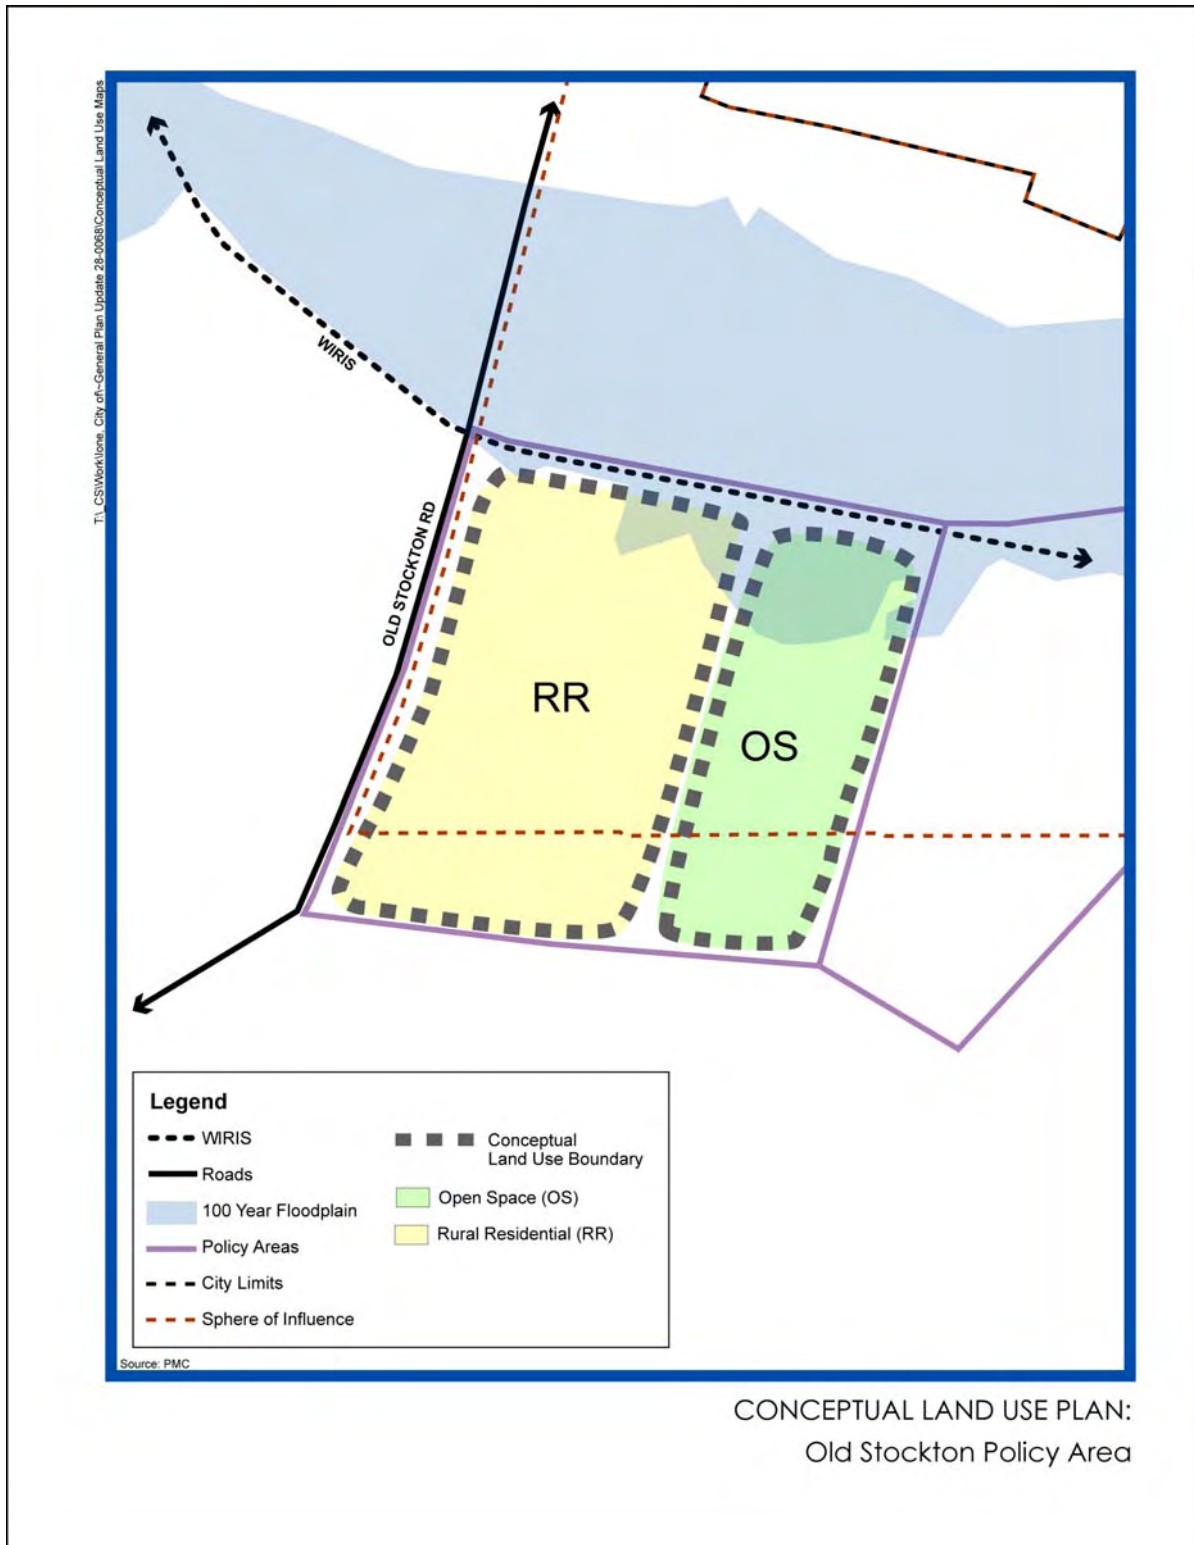 T:\_CS\Work\Ione, City of\~General Plan Update 28-0068\Conceptual Land Use Maps
WIRIS
OLD STOCKTON RD
RR
OS
Legend
WIRIS
Roads
100 Year Floodplain
Policy Areas
City Limits
Sphere of Influence
Conceptual
Land Use Boundary
Open Space (OS)
Rural Residential (RR)
Source: PMC
CONCEPTUAL LAND USE PLAN:
Old Stockton Policy Area